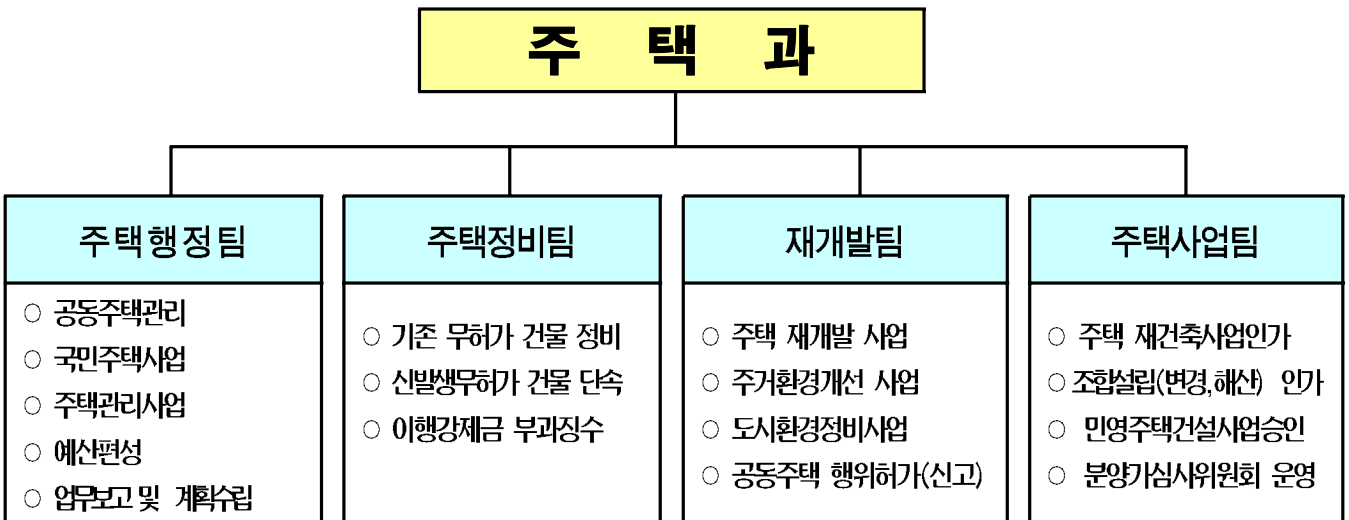 주 택 과
주택행정팀
○ 공동주택관리
○ 국민주택사업
○ 주택관리사업
○ 예산편성
○ 업무보고 및 계획수립
주택정비팀
○ 기존 무허가 건물 정비
○ 신발생무허가 건물 단속
○ 이행강제금 부과징수
재개발팀
○ 주택 재개발 사업
○ 주거환경개선 사업
○ 도시환경정비사업
○ 공동주택 행위허가(신고)
주택사업팀
○ 주택 재건축사업인가
○ 조합설립(변경,해산) 인가
○ 민영주택건설사업승인
○ 분양가심사위원회 운영